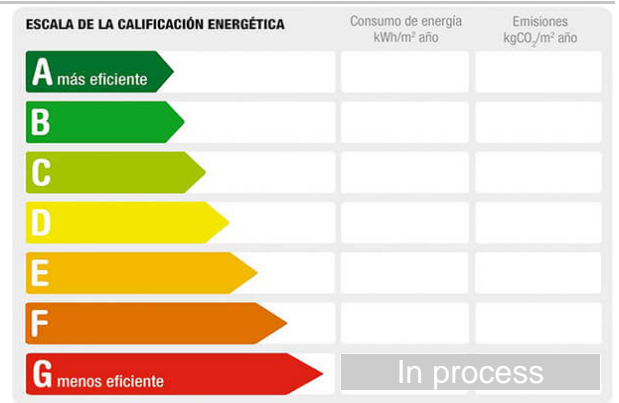 ESCALA DE LA CALIFICACIÓN ENERGÉTICA
Consumo de energía
kWh/m² año
Emisiones
kgCO₂/m² año
A más eficiente
B
C
D
E
F
G menos eficiente
In process